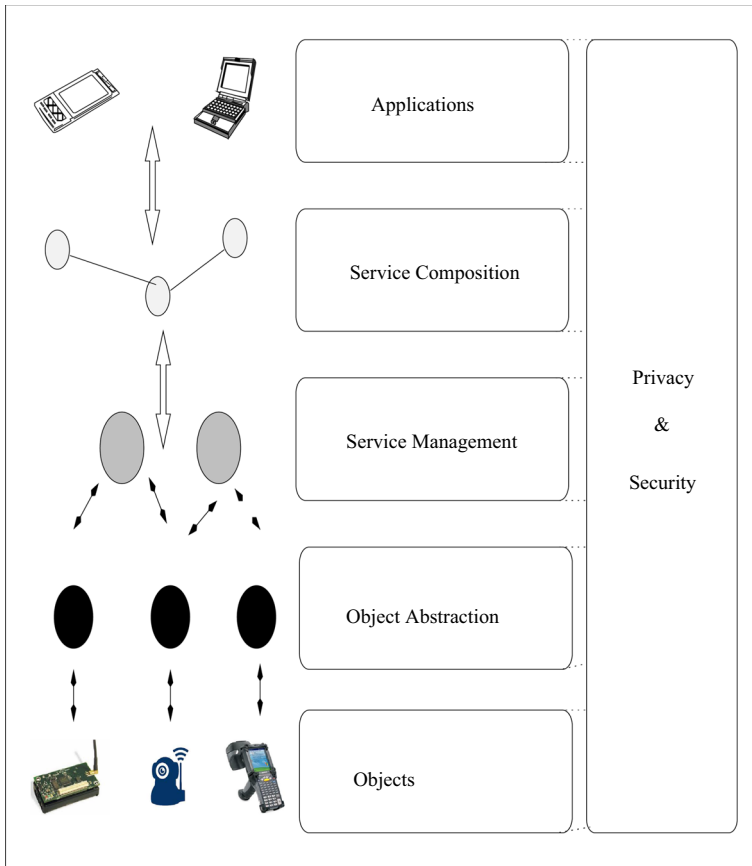 Applications
Service Composition
Service Management
Object Abstraction
Objects
Privacy
&
Security